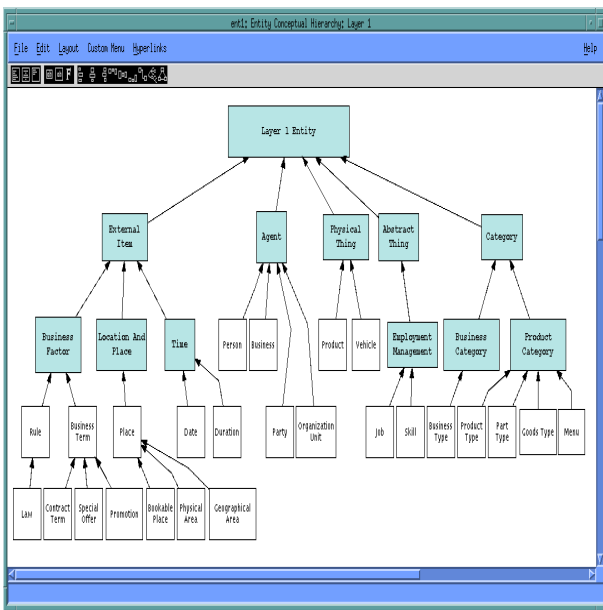 ent1: Entity Conceptual Hierarchy: Layer 1
File Edit Layout Custom Menu Hyperlinks Help
F
Layer 1 Entity
External
Item
Agent
Physical
Thing
Abstract
Thing
Category
Business
Factor
Location And
Place
Time
Person
Business
Product
Vehicle
Employment
Management
Business
Category
Product
Category
Rule
Business
Term
Place
Date
Duration
Party
Organization
Unit
Job
Skill
Business
Type
Product
Type
Part
Type
Goods Type
Menu
Law
Contract
Term
Special
Offer
Promotion
Bookable
Place
Physical
Area
Geographical
Area